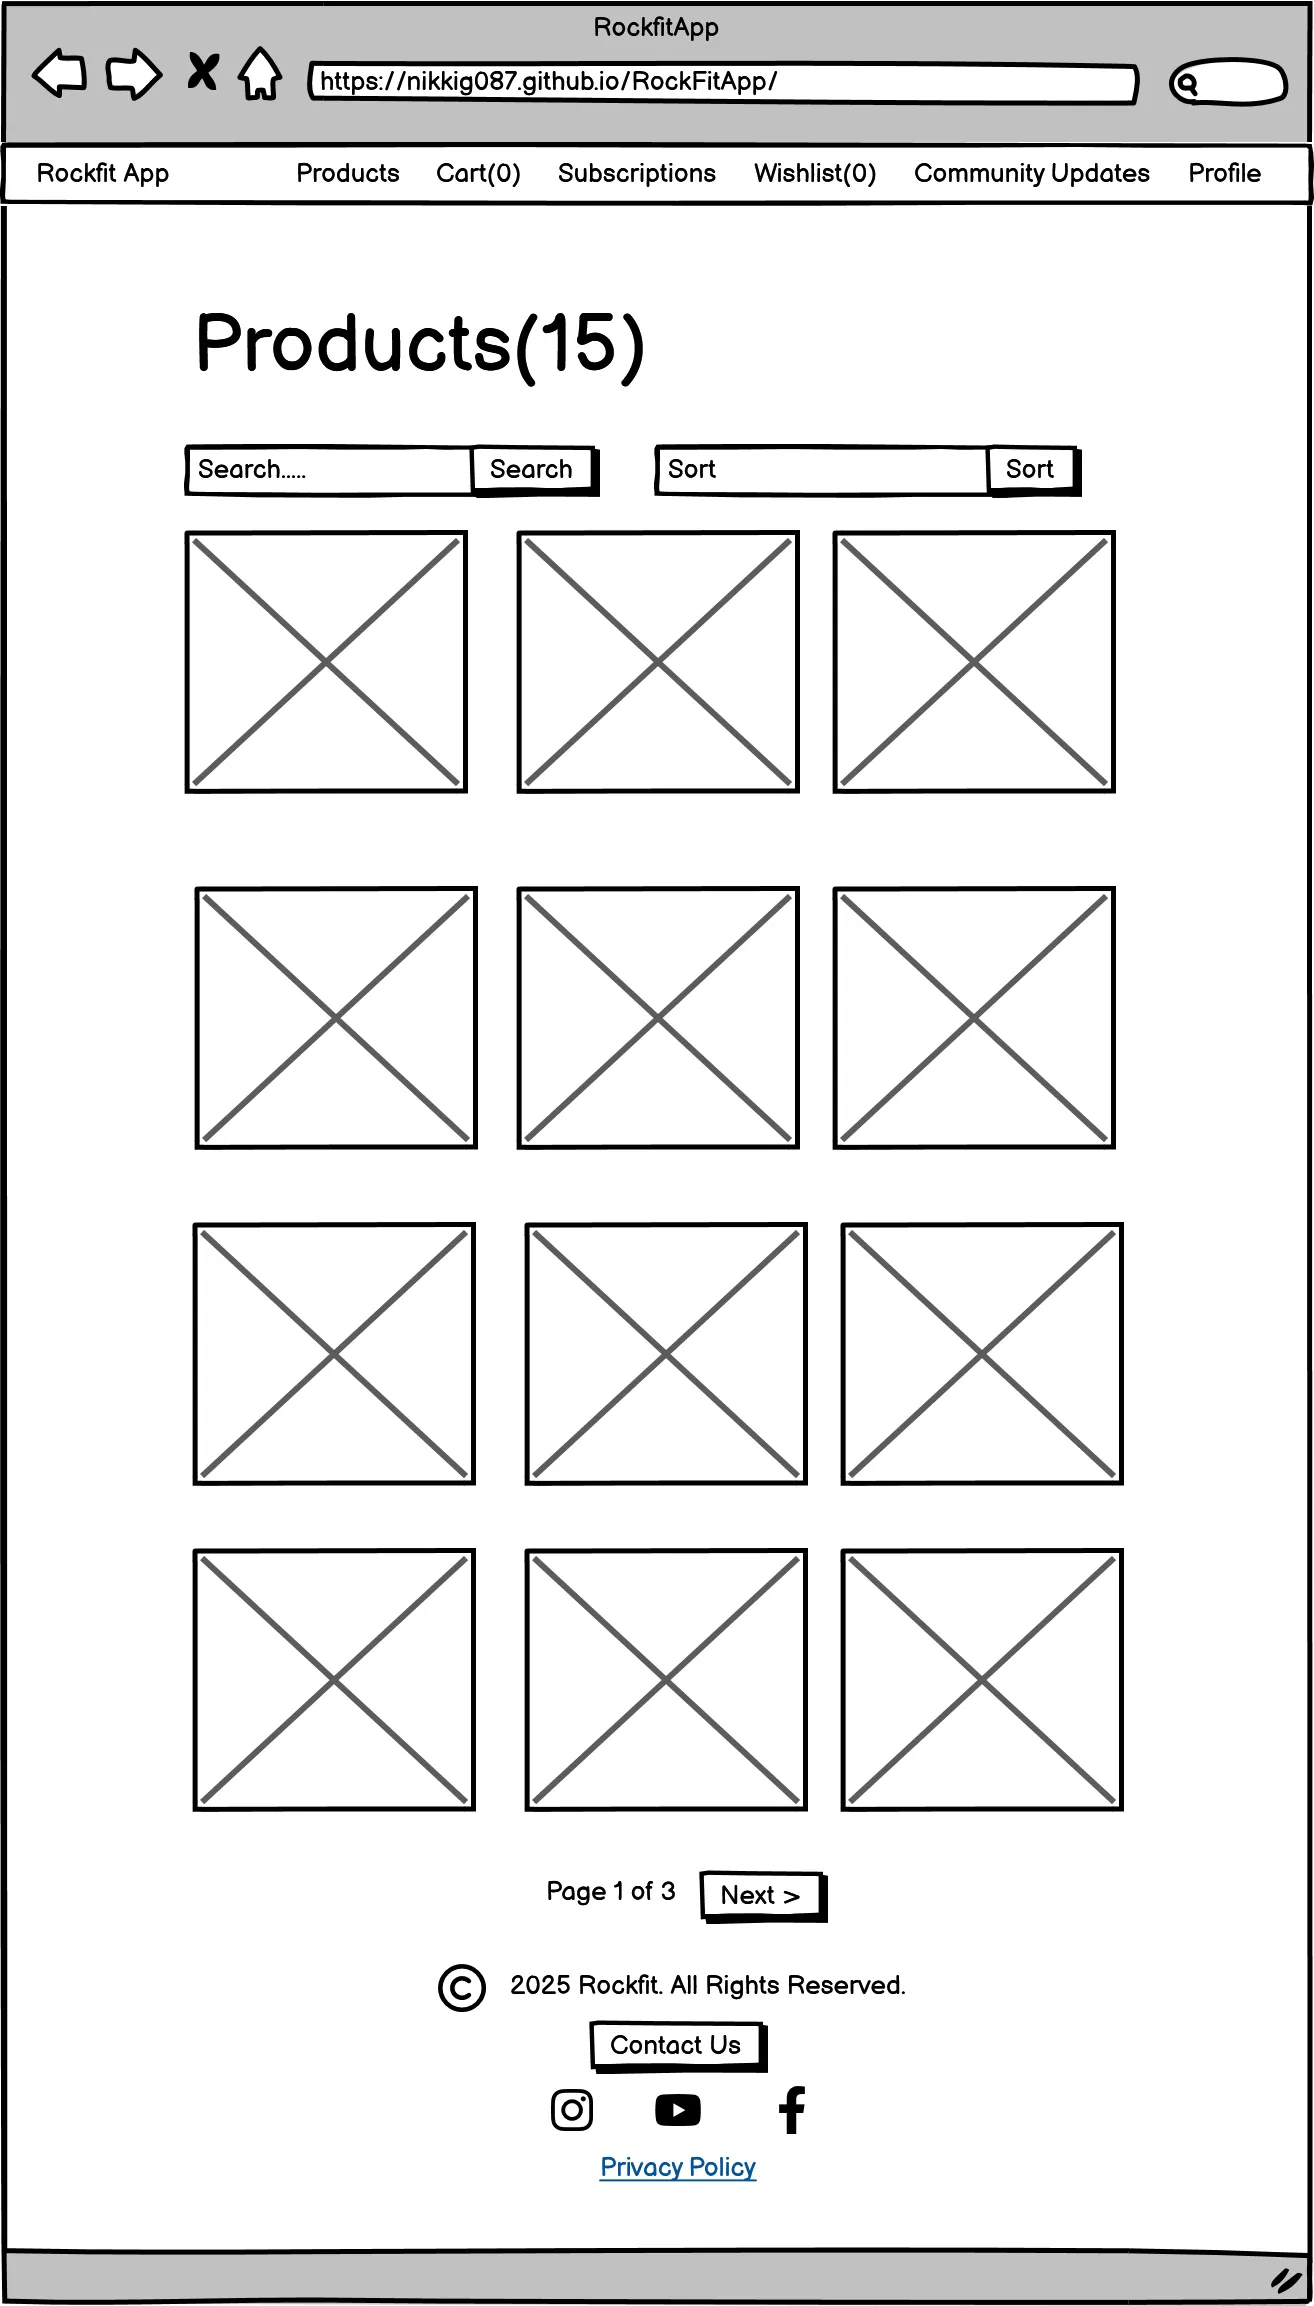 RockfitApp
https://nikkig087.github.io/RockFitApp/
Rockfit App Products Cart(0) Subscriptions Wishlist(0) Community Updates Profile
Products(15)
Search..... Search Sort Sort
Page 1 of 3 Next >
© 2025 Rockfit. All Rights Reserved.
Contact Us
Privacy Policy